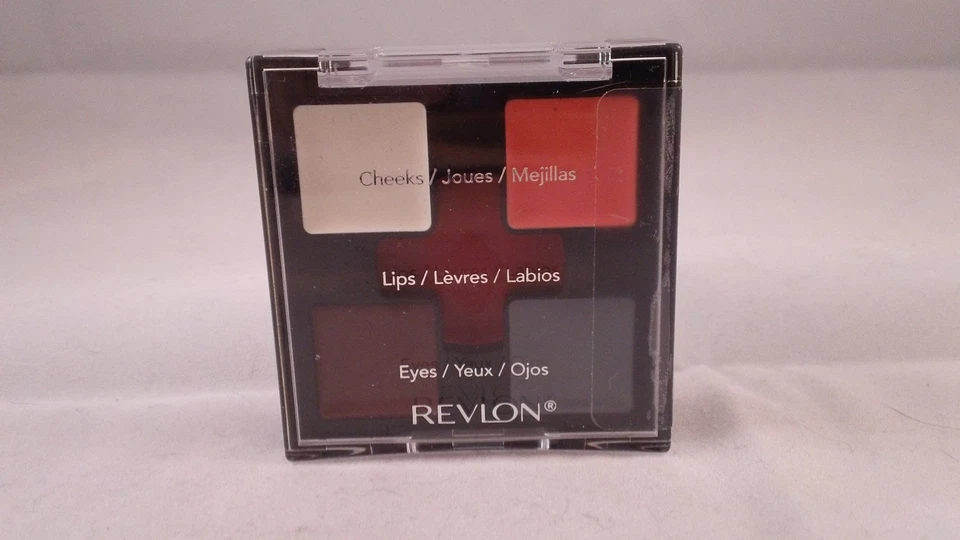 Cheeks / Joues / Mejillas
Lips / Lèvres / Labios
Eyes / Yeux / Ojos
REVLON®